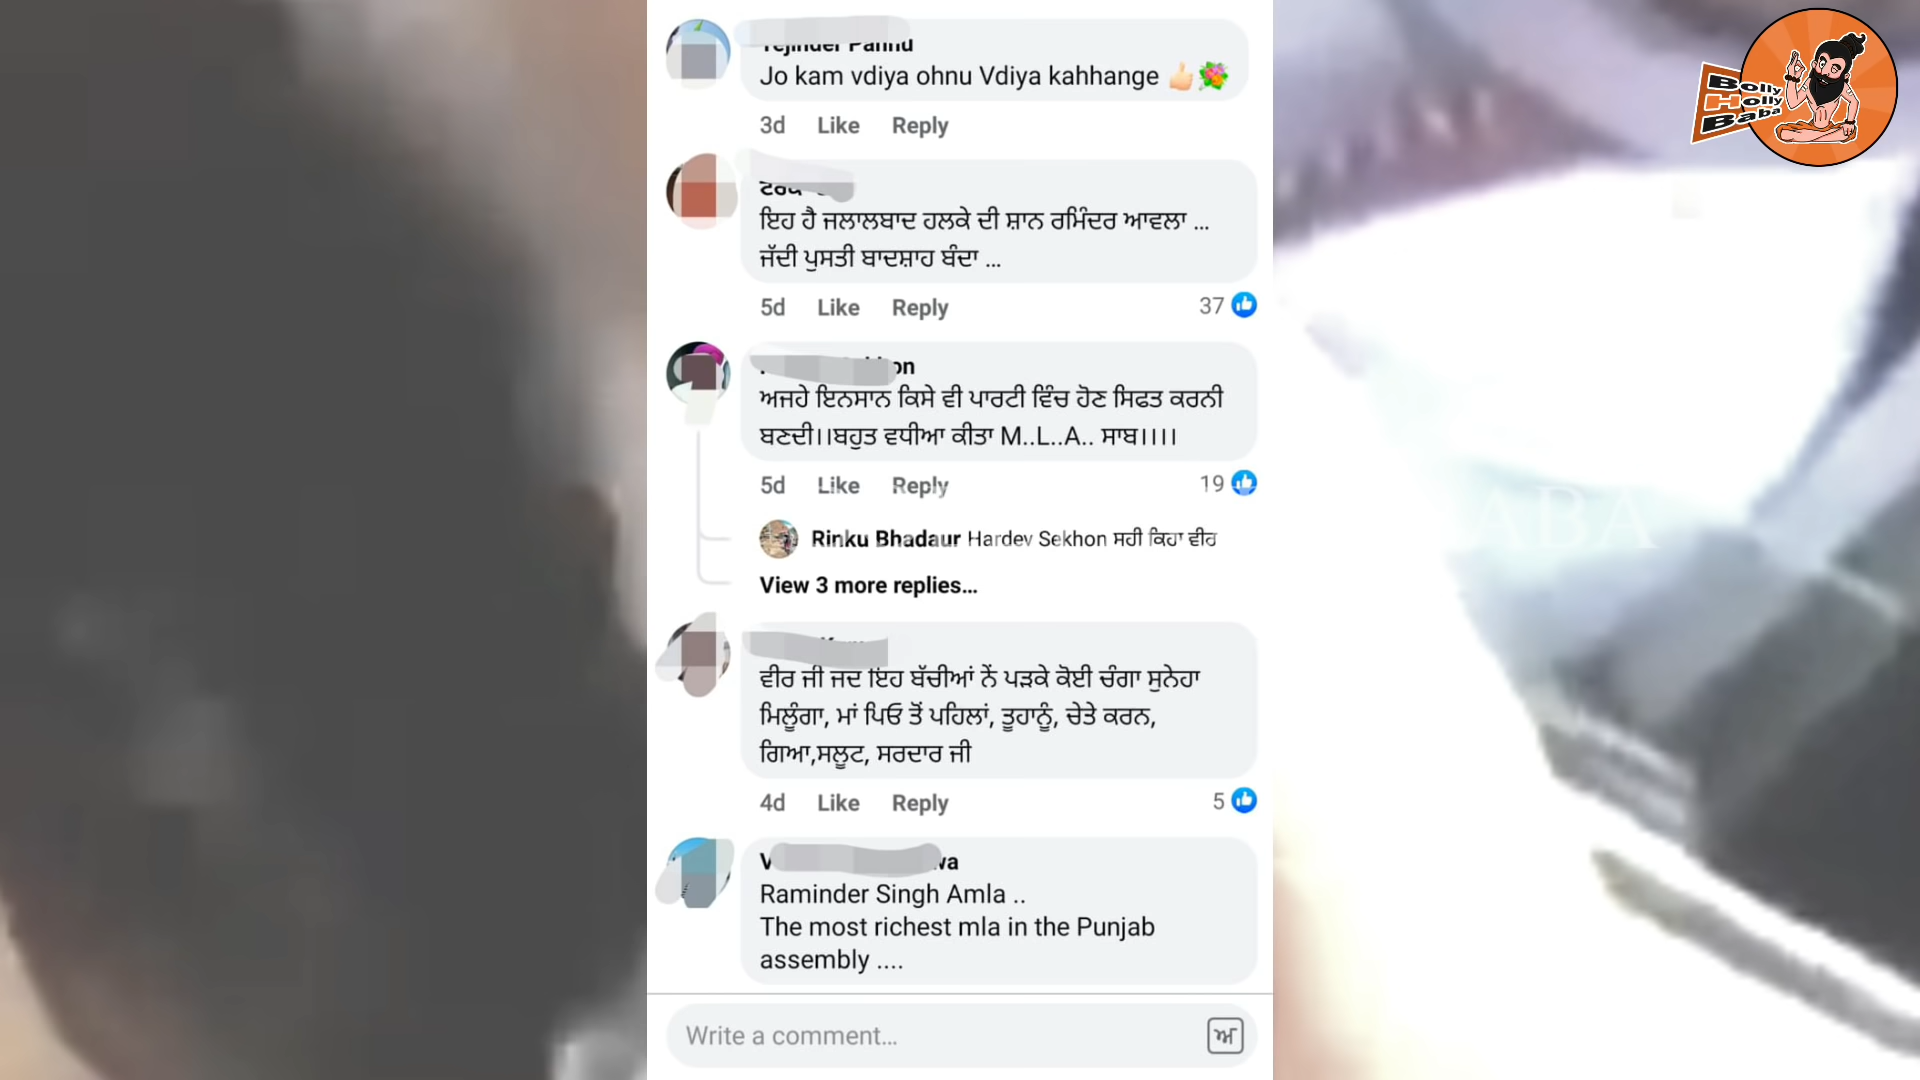 Tejinder Pannu
Jo kam vdiya ohnu Vdiya kahhange 👍🏻💐
3d Like Reply
ਇਹ ਹੈ ਜਲਾਲਬਾਦ ਹਲਕੇ ਦੀ ਸ਼ਾਨ ਰਮਿੰਦਰ ਆਵਲਾ ...
ਜੱਦੀ ਪੁਸਤੀ ਬਾਦਸ਼ਾਹ ਬੰਦਾ ...
5d Like Reply 37
ਅਜਹੇ ਇਨਸਾਨ ਕਿਸੇ ਵੀ ਪਾਰਟੀ ਵਿੱਚ ਹੋਣ ਸਿਫਤ ਕਰਨੀ
ਬਣਦੀ।।ਬਹੁਤ ਵਧੀਆ ਕੀਤਾ M..L..A.. ਸਾਬ।।।।
5d Like Reply 19
Rinku Bhadaur Hardev Sekhon ਸਹੀ ਕਿਹਾ ਵੀਰ
View 3 more replies...
ਵੀਰ ਜੀ ਜਦ ਇਹ ਬੱਚੀਆਂ ਨੇਂ ਪੜਕੇ ਕੋਈ ਚੰਗਾ ਸੁਨੇਹਾ
ਮਿਲੂੰਗਾ, ਮਾਂ ਪਿਓ ਤੋਂ ਪਹਿਲਾਂ, ਤੂਹਾਨੂੰ, ਚੇਤੇ ਕਰਨ,
ਗਿਆ,ਸਲੂਟ, ਸਰਦਾਰ ਜੀ
4d Like Reply 5
Raminder Singh Amla ..
The most richest mla in the Punjab
assembly ....
Write a comment...
ਅ
Bolly
Holly
Baba